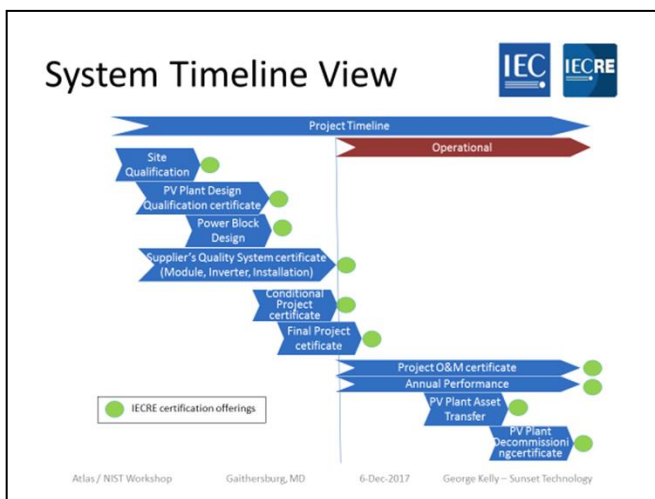 System Timeline View
IEC
IECRE
Project Timeline
Operational
Site
Qualification
PV Plant Design
Qualification certificate
Power Block
Design
Supplier's Quality System certificate
(Module, Inverter, Installation)
Conditional
Project
certificate
Final Project
cetificate
Project O&M certificate
Annual Performance
PV Plant Asset
Transfer
PV Plant
Decommissioni
ngcertificate
IECRE certification offerings
Atlas / NIST Workshop Gaithersburg, MD 6-Dec-2017 George Kelly – Sunset Technology